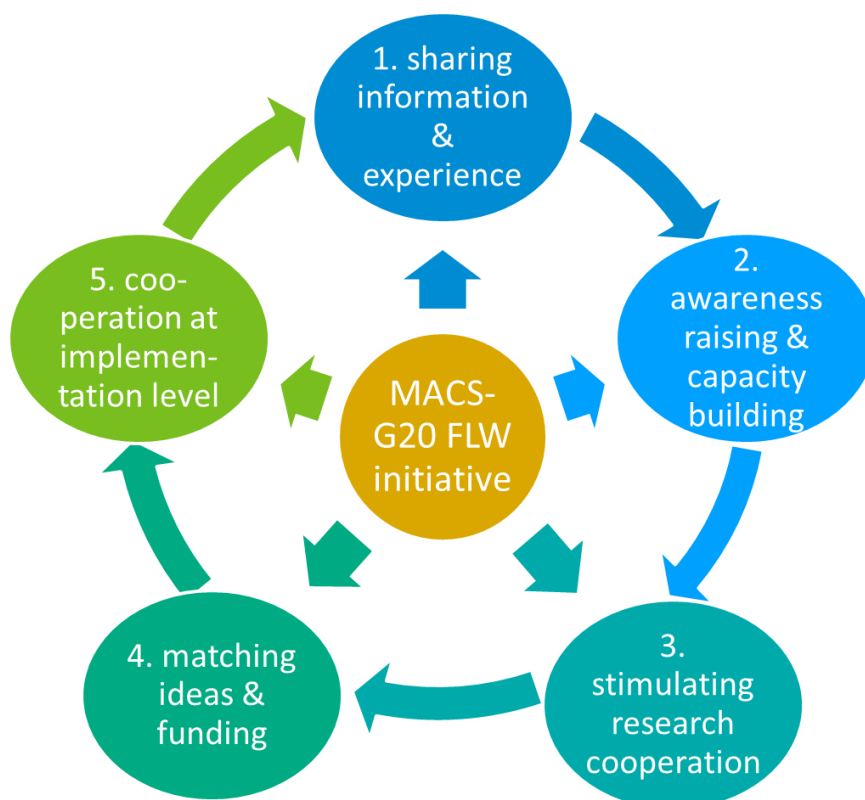 1. sharing
information
&
experience
2.
awareness
raising &
capacity
building
3.
stimulating
research
cooperation
4. matching
ideas &
funding
5. coo-
peration at
implemen-
tation level
MACS-
G20 FLW
initiative